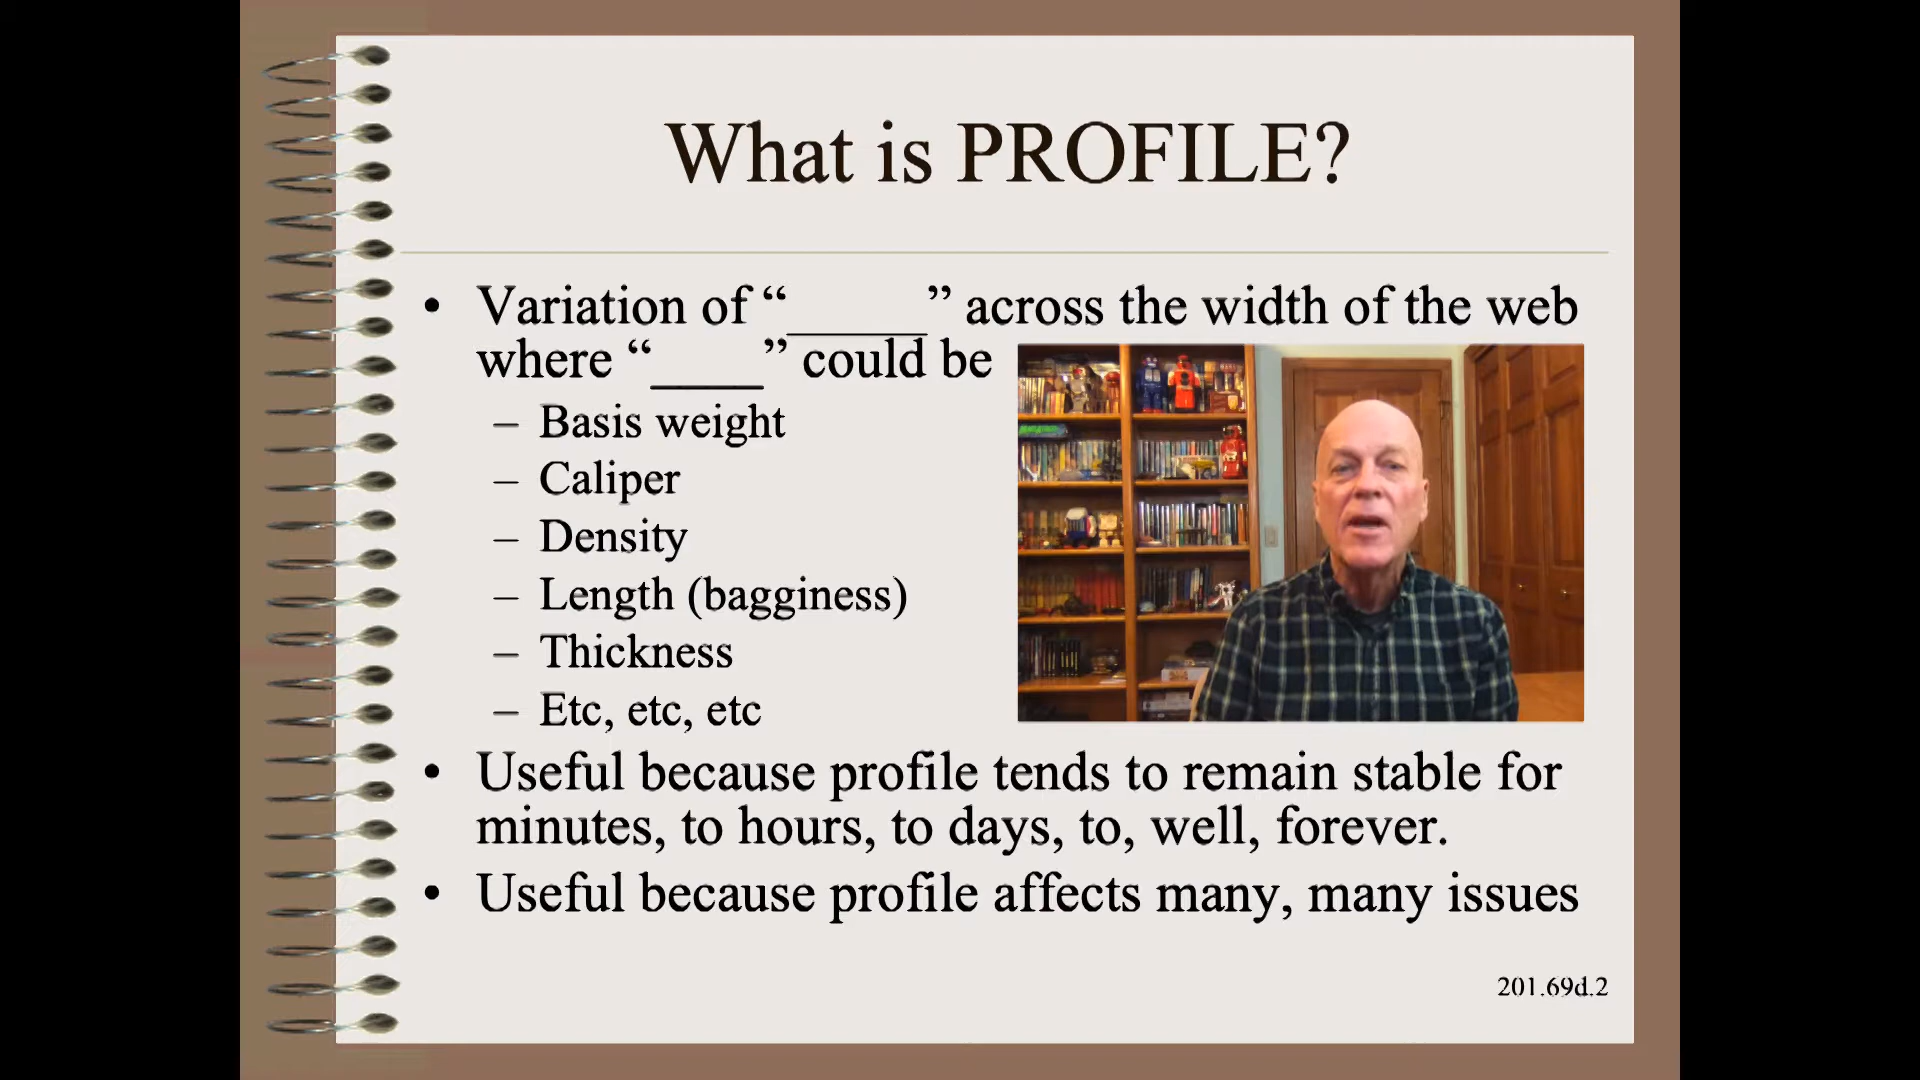 What is PROFILE?
• Variation of “_____” across the width of the web
where “____” could be
– Basis weight
– Caliper
– Density
– Length (bagginess)
– Thickness
– Etc, etc, etc
• Useful because profile tends to remain stable for
minutes, to hours, to days, to, well, forever.
• Useful because profile affects many, many issues
201.69d.2